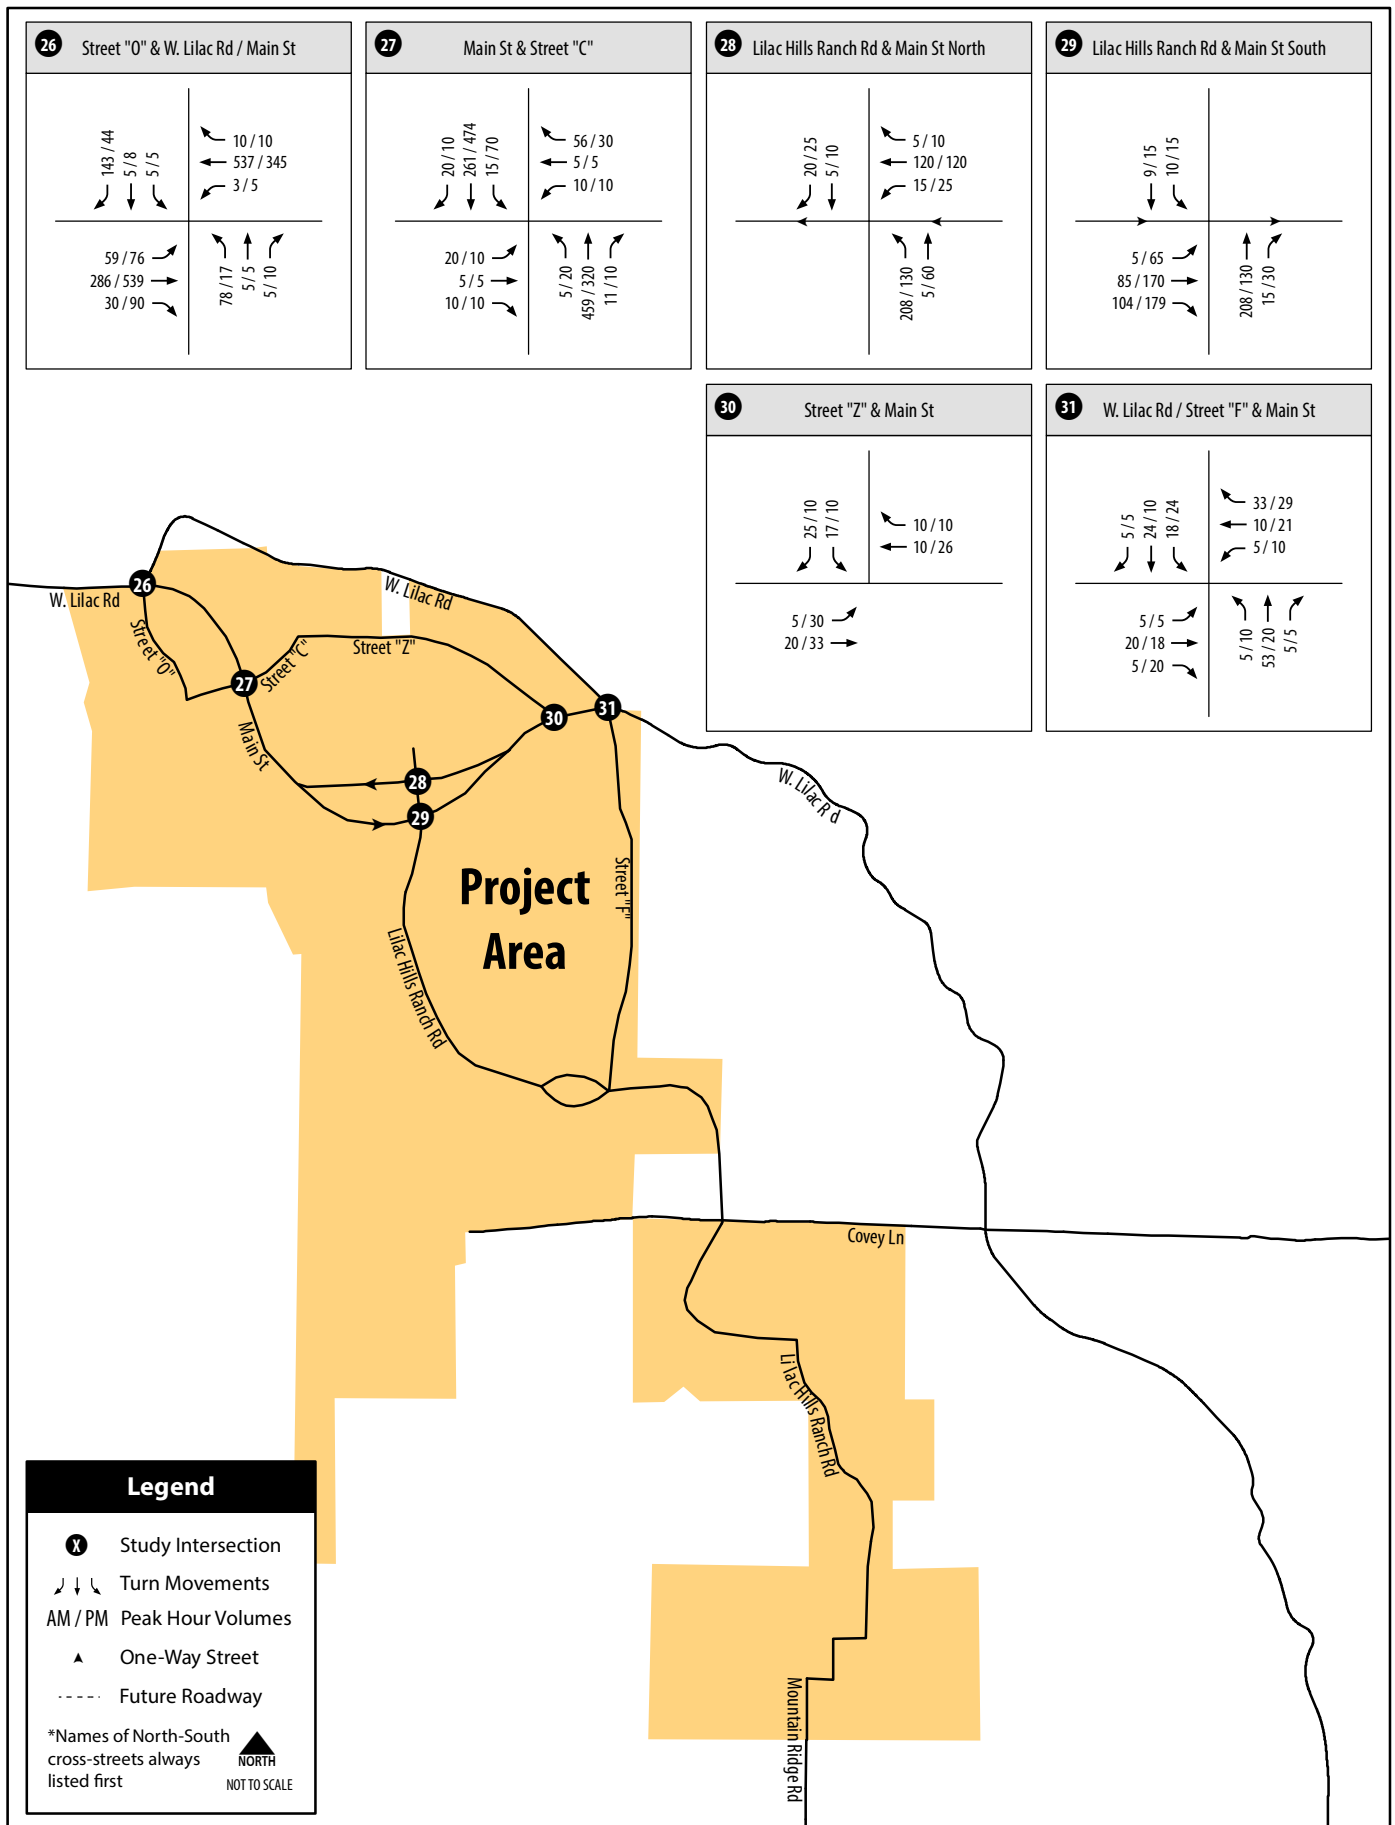 26 Street "O" & W. Lilac Rd / Main St
143 / 44
5 / 8
5 / 5
10 / 10
537 / 345
3 / 5
59 / 76
286 / 539
30 / 90
78 / 17
5 / 5
5 / 10
27 Main St & Street "C"
20 / 10
261 / 474
15 / 70
56 / 30
5 / 5
10 / 10
20 / 10
5 / 5
10 / 10
5 / 20
459 / 320
11 / 10
28 Lilac Hills Ranch Rd & Main St North
20 / 25
5 / 10
5 / 10
120 / 120
15 / 25
208 / 130
5 / 60
29 Lilac Hills Ranch Rd & Main St South
9 / 15
10 / 15
5 / 65
85 / 170
104 / 179
208 / 130
15 / 30
30 Street "Z" & Main St
25 / 10
17 / 10
10 / 10
10 / 26
5 / 30
20 / 33
31 W. Lilac Rd / Street "F" & Main St
5 / 5
24 / 10
18 / 24
33 / 29
10 / 21
5 / 10
5 / 5
20 / 18
5 / 20
5 / 10
53 / 20
5 / 5
26
W. Lilac Rd
W. Lilac Rd
Street "O"
Street "C"
Street "Z"
27
Main St
30
31
28
29
W. Lilac R d
Project
Area
Street "F"
Lilac Hills Ranch Rd
Covey Ln
Li lac Hills Ranch Rd
Mountain Ridge Rd
Legend
X Study Intersection
Turn Movements
AM / PM Peak Hour Volumes
One-Way Street
Future Roadway
*Names of North-South
cross-streets always
listed first
NORTH
NOT TO SCALE